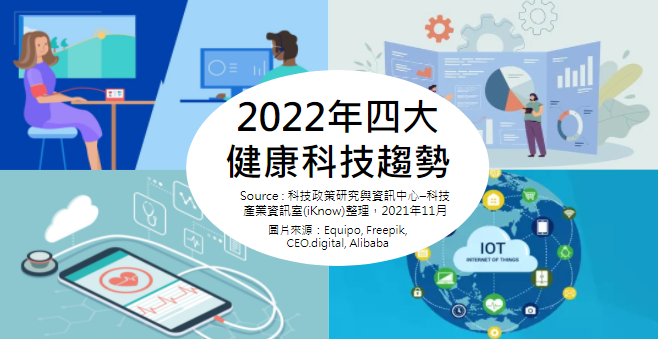 2022年四大
健康科技趨勢
Source : 科技政策研究與資訊中心–科技
產業資訊室(iKnow)整理，2021年11月
圖片來源：Equipo, Freepik,
CEO.digital, Alibaba
IOT
INTERNET OF THINGS